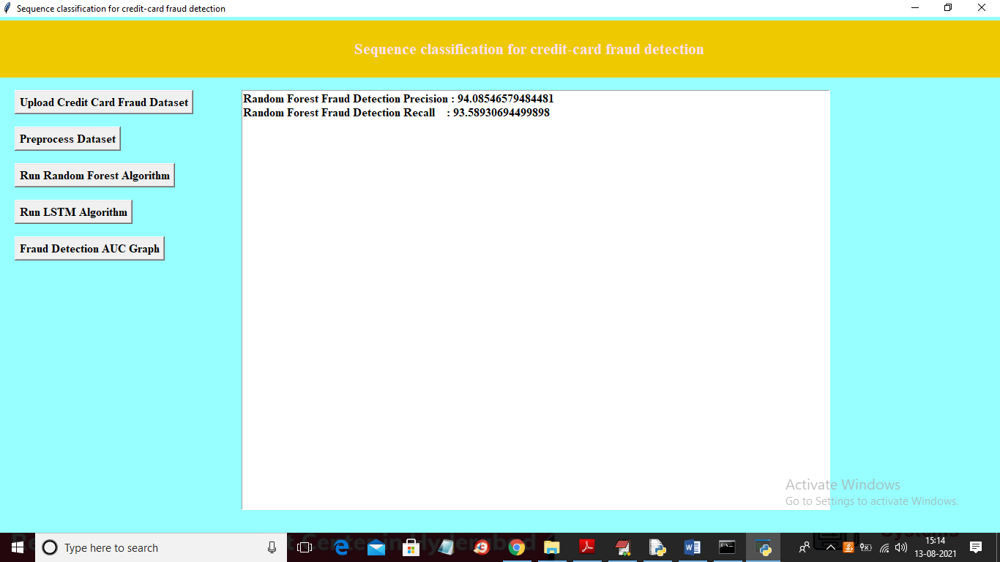 Sequence classification for credit-card fraud detection
Sequence classification for credit-card fraud detection
Upload Credit Card Fraud Dataset
Preprocess Dataset
Run Random Forest Algorithm
Run LSTM Algorithm
Fraud Detection AUC Graph
Random Forest Fraud Detection Precision : 94.08546579484481
Random Forest Fraud Detection Recall : 93.58930694499898
Activate Windows
Go to Settings to activate Windows.
Type here to search
15:14
13-08-2021